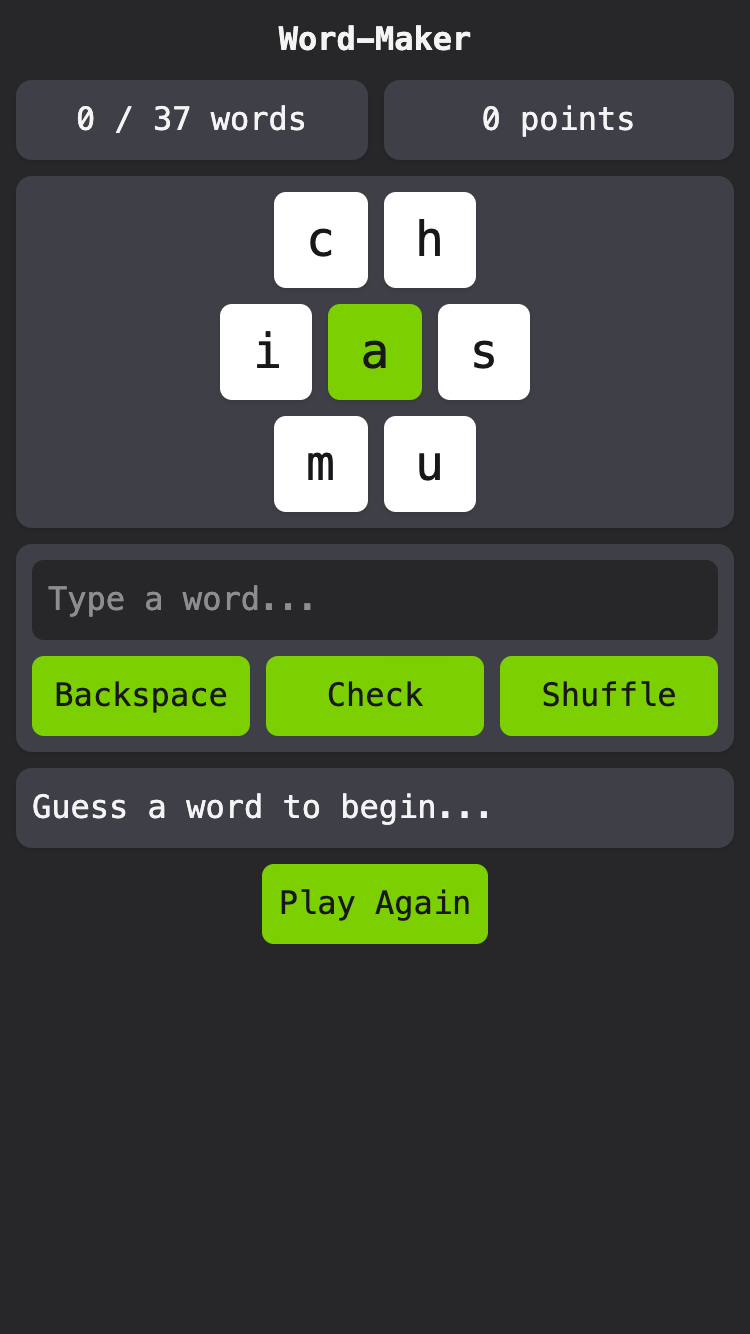 Word-Maker
0 / 37 words
0 points
c h
i a s
m u
Type a word...
Backspace Check Shuffle
Guess a word to begin...
Play Again